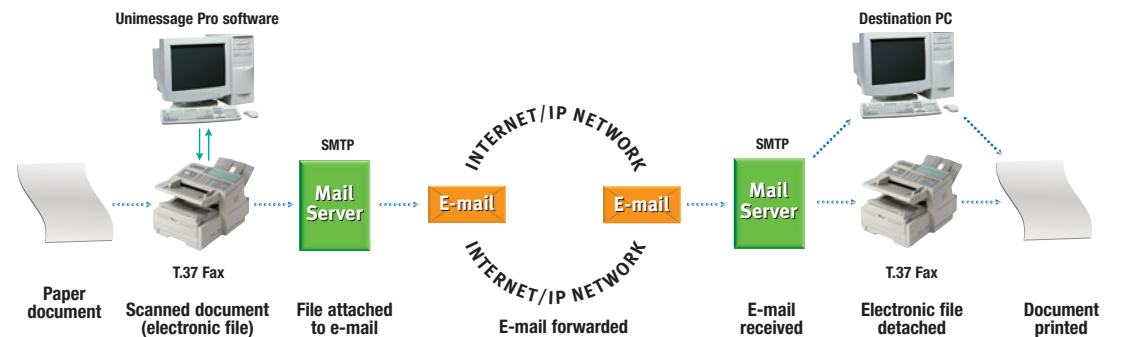 Unimessage Pro software
Destination PC
INTERNET/IP NETWORK
SMTP
SMTP
Mail
Server
E-mail
E-mail
Mail
Server
INTERNET/IP NETWORK
T.37 Fax
T.37 Fax
Paper
document
Scanned document
(electronic file)
File attached
to e-mail
E-mail forwarded
E-mail
received
Electronic file
detached
Document
printed